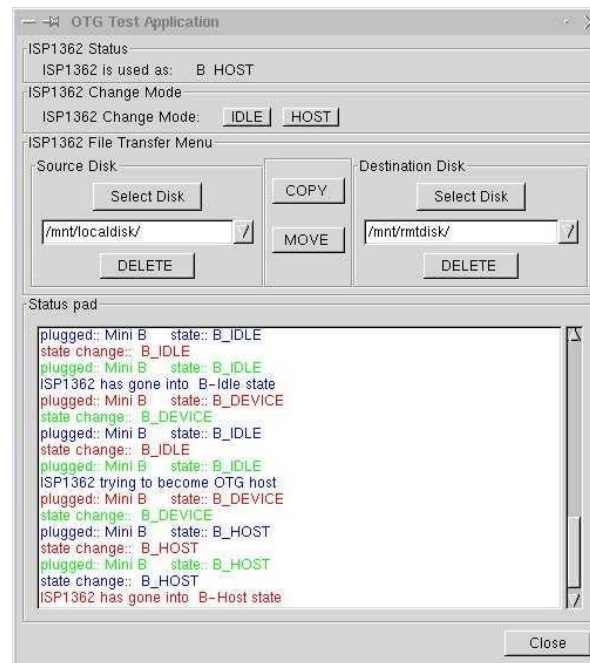 OTG Test Application
ISP1362 Status
ISP1362 is used as: B HOST
ISP1362 Change Mode
ISP1362 Change Mode: IDLE HOST
ISP1362 File Transfer Menu
Source Disk
Select Disk
/mnt/localdisk/
DELETE
COPY
MOVE
Destination Disk
Select Disk
/mnt/rmtdisk/
DELETE
Status pad
plugged:: Mini B state:: B_IDLE
state change:: B_IDLE
plugged:: Mini B state:: B_IDLE
ISP1362 has gone into B-Idle state
plugged:: Mini B state:: B_DEVICE
state change:: B_DEVICE
plugged:: Mini B state:: B_IDLE
state change:: B_IDLE
plugged:: Mini B state:: B_IDLE
ISP1362 trying to become OTG host
plugged:: Mini B state:: B_DEVICE
state change:: B_DEVICE
plugged:: Mini B state:: B_HOST
state change:: B_HOST
plugged:: Mini B state:: B_HOST
state change:: B_HOST
ISP1362 has gone into B-Host state
Close